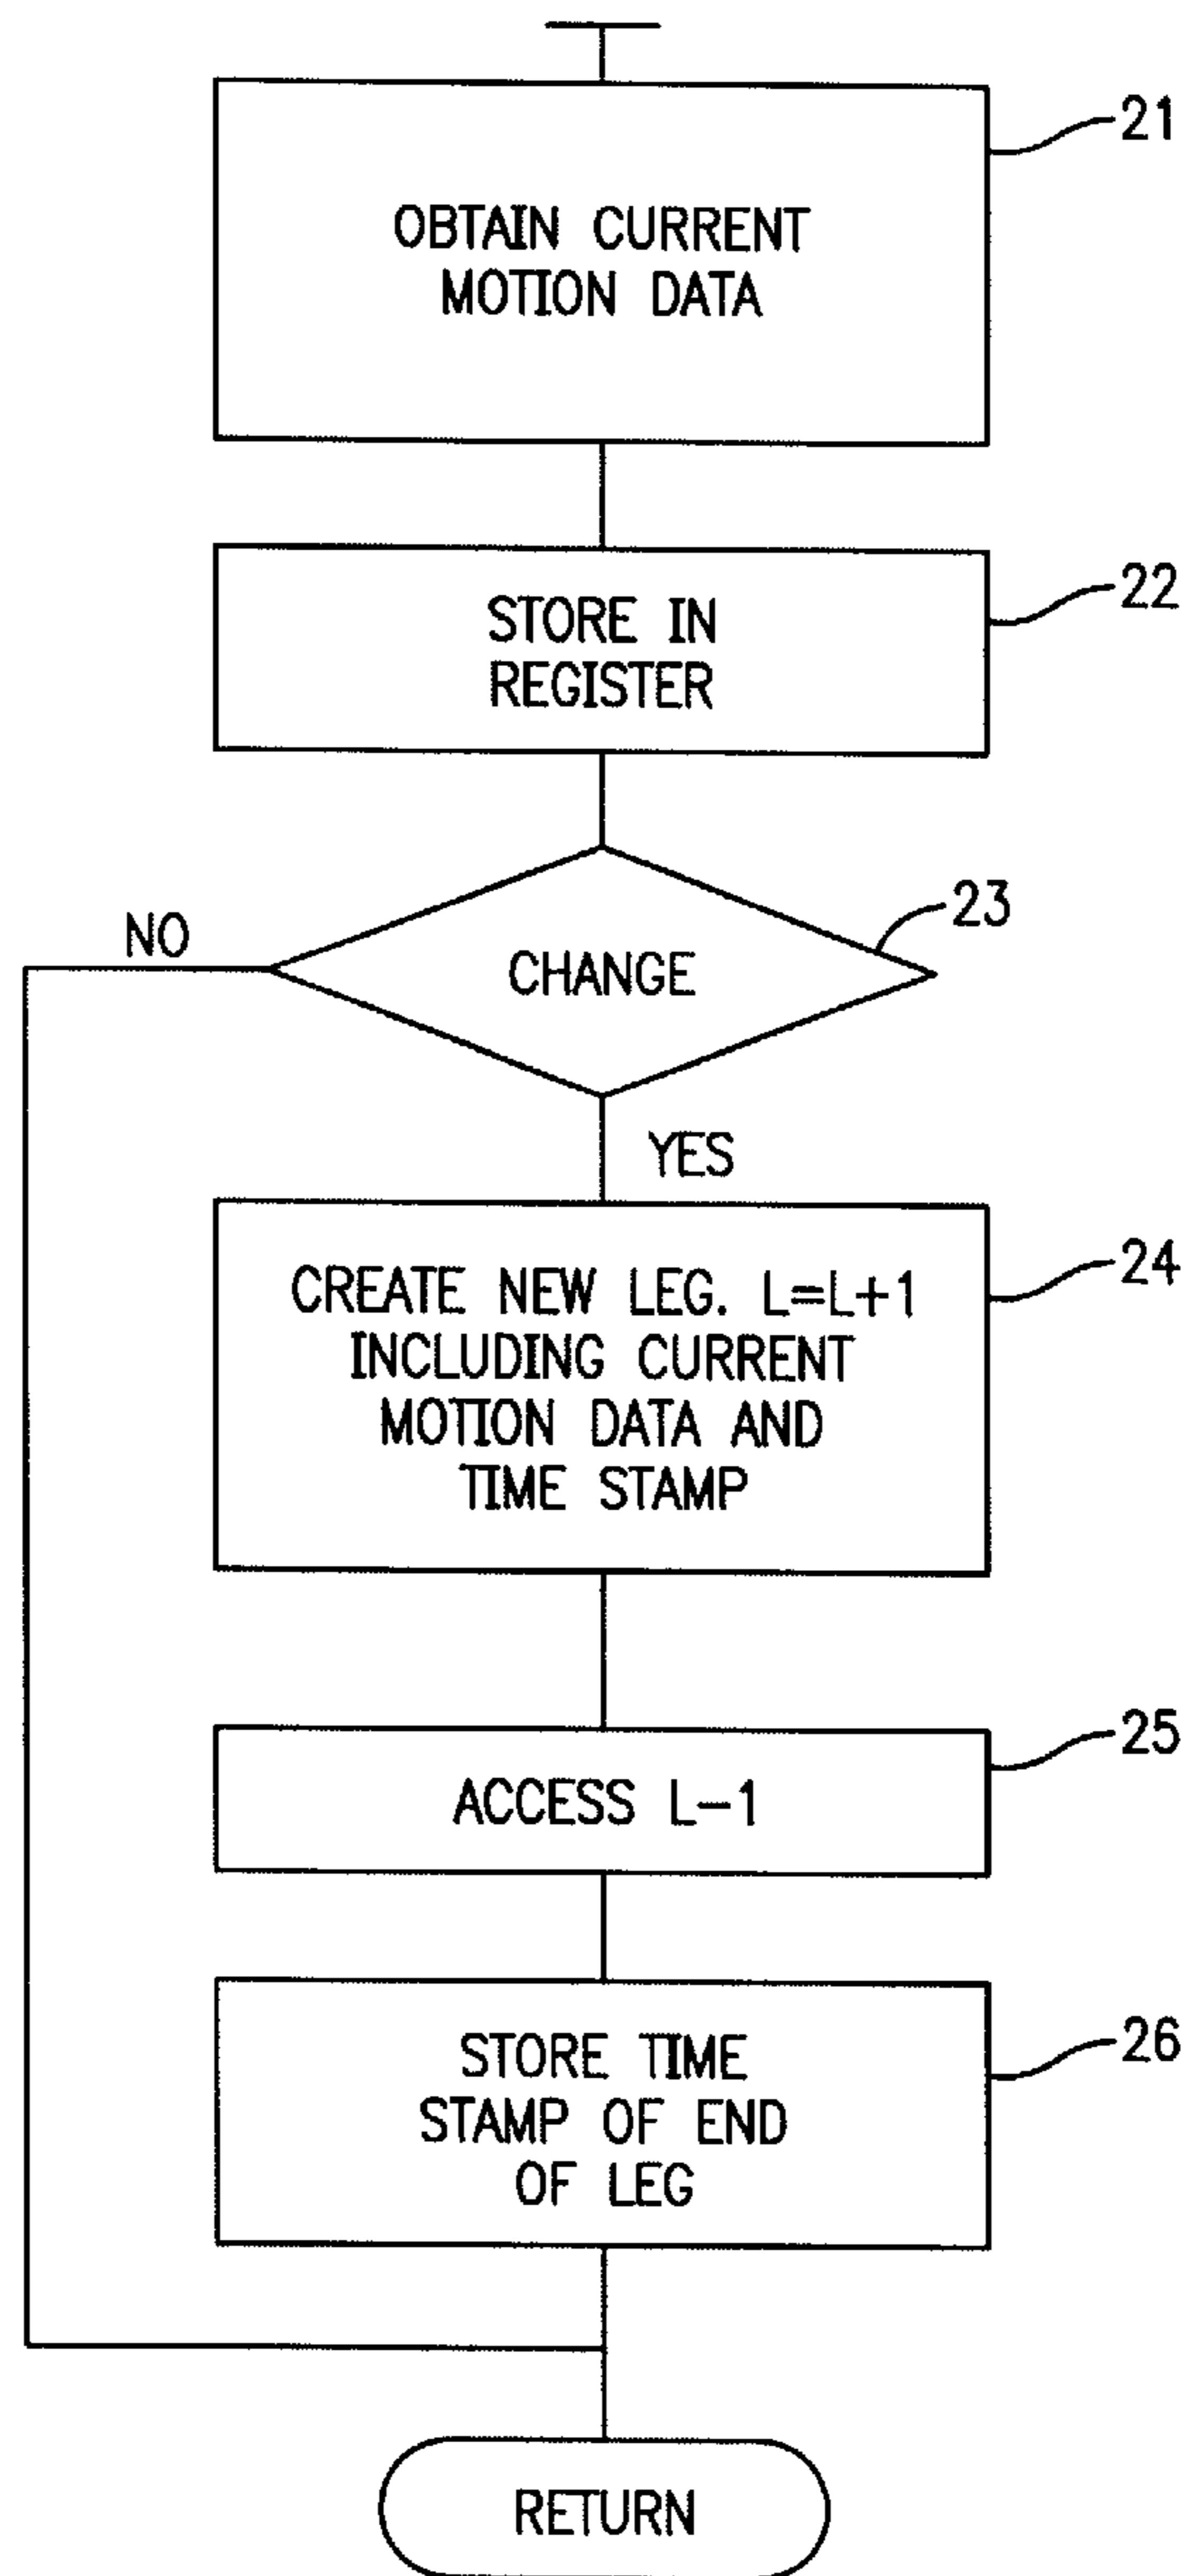 21
OBTAIN CURRENT
MOTION DATA
22
STORE IN
REGISTER
23
NO
CHANGE
YES
24
CREATE NEW LEG. L=L+1
INCLUDING CURRENT
MOTION DATA AND
TIME STAMP
25
ACCESS L-1
26
STORE TIME
STAMP OF END
OF LEG
RETURN